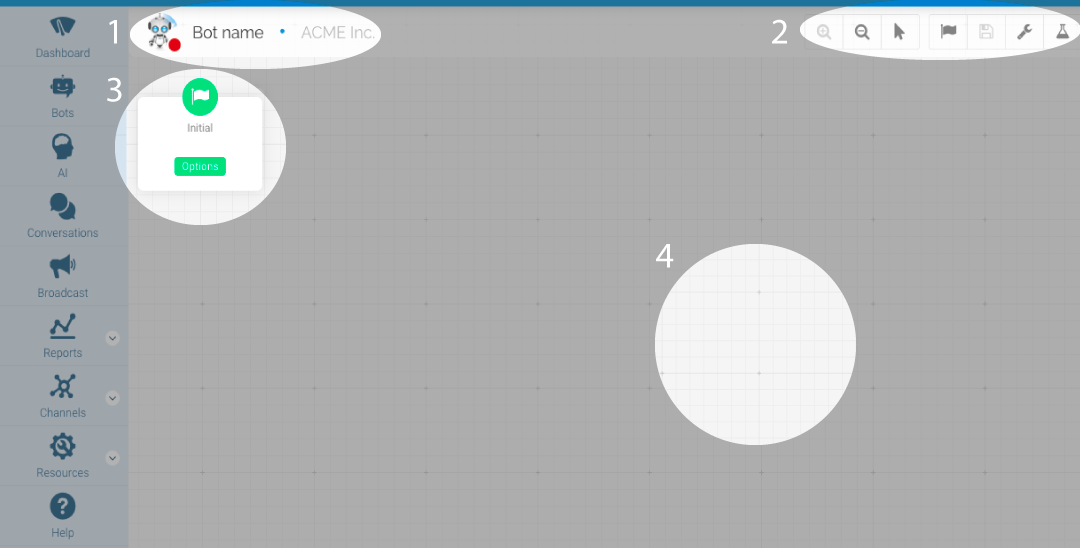 1
Bot name • ACME Inc.
2
3
Initial
Options
4
Dashboard
Bots
AI
Conversations
Broadcast
Reports
Channels
Resources
Help